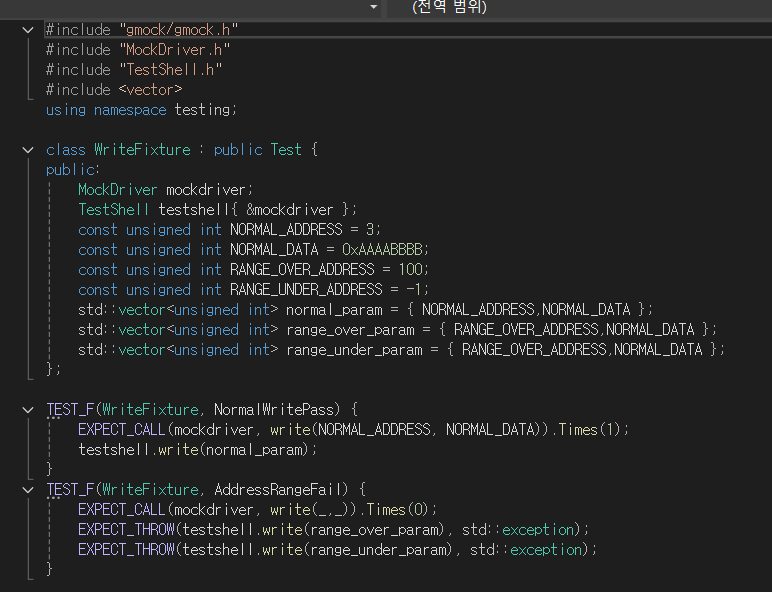 (전역 범위)
#include "gmock/gmock.h"
#include "MockDriver.h"
#include "TestShell.h"
#include <vector>
using namespace testing;
class WriteFixture : public Test {
public:
MockDriver mockdriver;
TestShell testshell{ &mockdriver };
const unsigned int NORMAL_ADDRESS = 3;
const unsigned int NORMAL_DATA = 0xAAAABBBB;
const unsigned int RANGE_OVER_ADDRESS = 100;
const unsigned int RANGE_UNDER_ADDRESS = -1;
std::vector<unsigned int> normal_param = { NORMAL_ADDRESS,NORMAL_DATA };
std::vector<unsigned int> range_over_param = { RANGE_OVER_ADDRESS,NORMAL_DATA };
std::vector<unsigned int> range_under_param = { RANGE_OVER_ADDRESS,NORMAL_DATA };
};
TEST_F(WriteFixture, NormalWritePass) {
EXPECT_CALL(mockdriver, write(NORMAL_ADDRESS, NORMAL_DATA)).Times(1);
testshell.write(normal_param);
}
TEST_F(WriteFixture, AddressRangeFail) {
EXPECT_CALL(mockdriver, write(_,_)).Times(0);
EXPECT_THROW(testshell.write(range_over_param), std::exception);
EXPECT_THROW(testshell.write(range_under_param), std::exception);
}